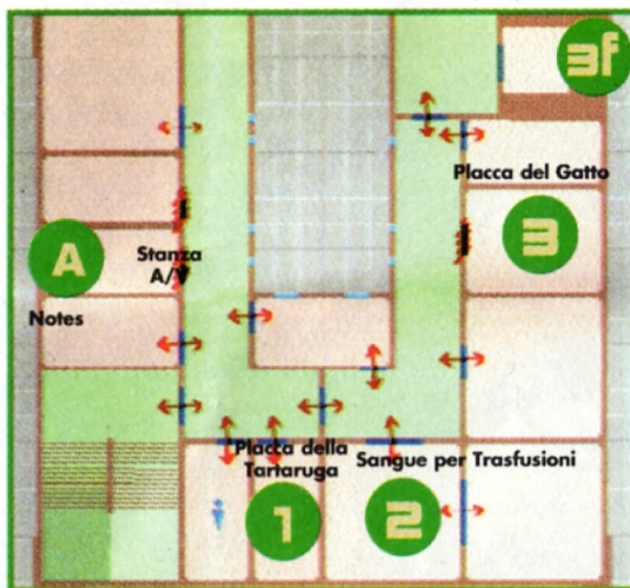 3f
Placca del Gatto
3
A
Stanza
A/V
Notes
Placca della
Tartaruga
Sangue per Trasfusioni
1
2